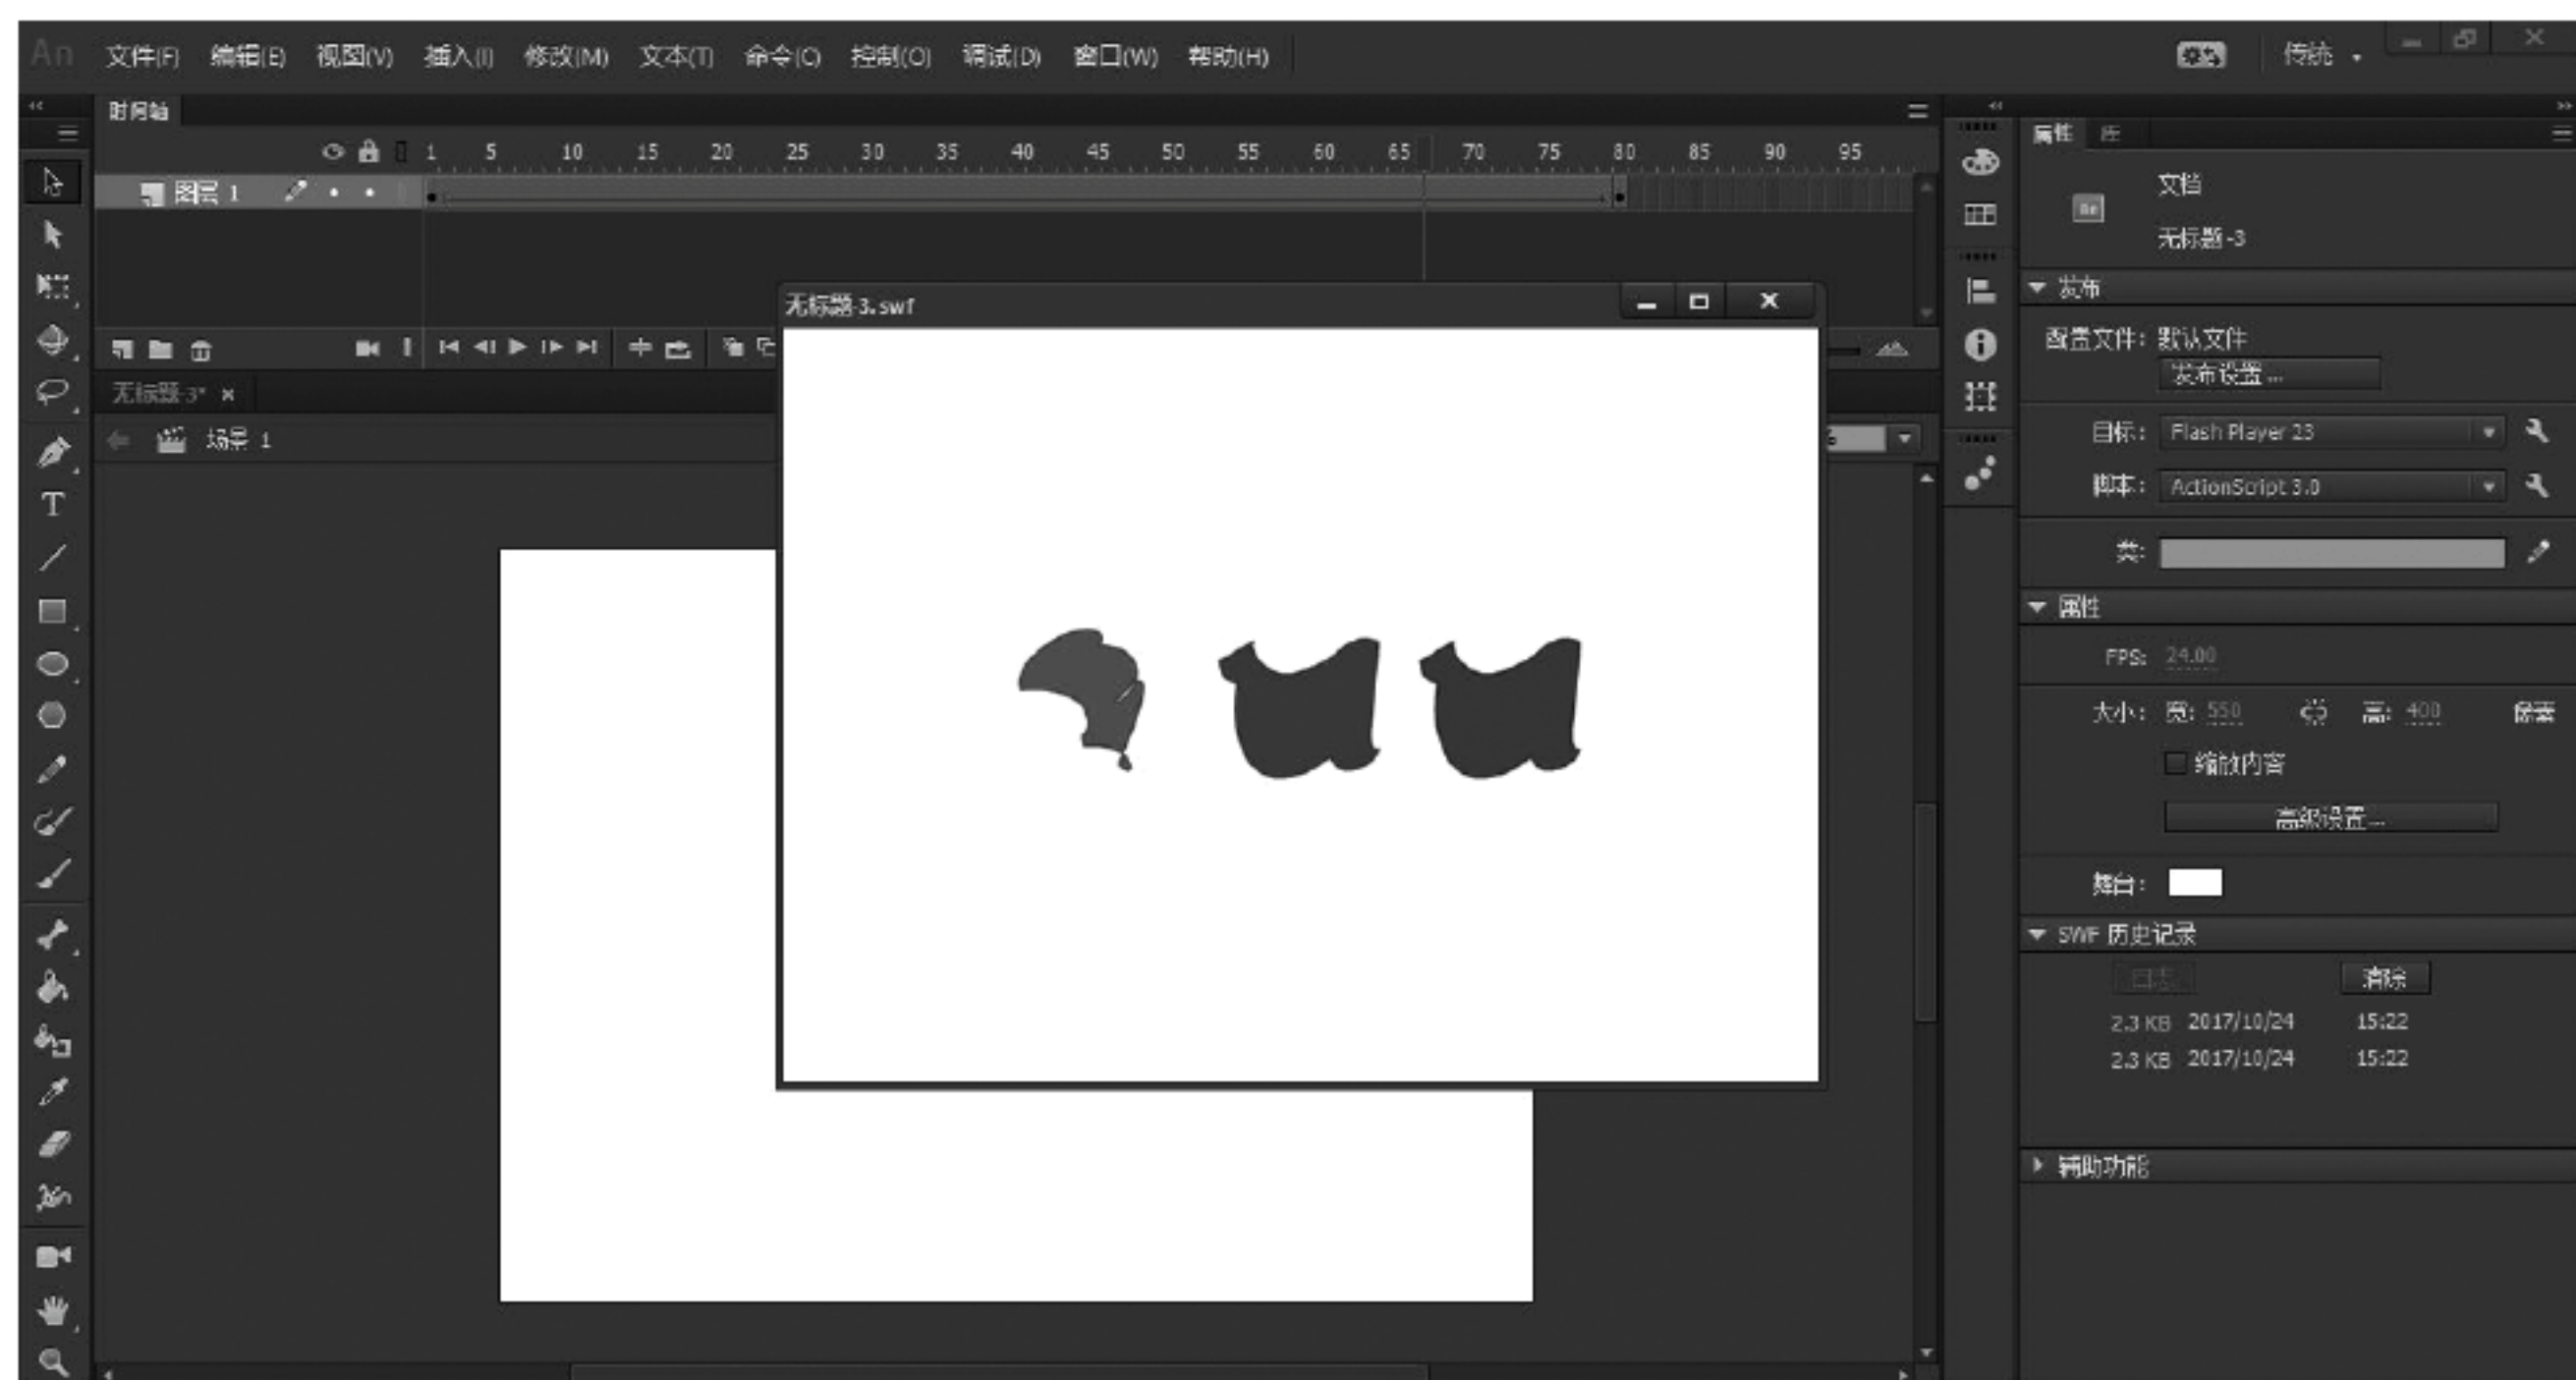 An 文件(F) 编辑(E) 视图(V) 插入(I) 修改(M) 文本(T) 命令(C) 控制(O) 调试(D) 窗口(W) 帮助(H) 传统
时间轴
1 5 10 15 20 25 30 35 40 45 50 55 60 65 70 75 80 85 90 95
图层 1
无标题-3.swf
无标题-3* ×
场景 1
属性 库
文档
无标题-3
发布
配置文件: 默认文件
发布设置...
目标: Flash Player 23
脚本: ActionScript 3.0
类:
属性
FPS: 24.00
大小: 宽: 550 高: 400 像素
缩放内容
高级设置...
舞台:
SWF 历史记录
日志 清除
2.3 KB 2017/10/24 15:22
2.3 KB 2017/10/24 15:22
辅助功能